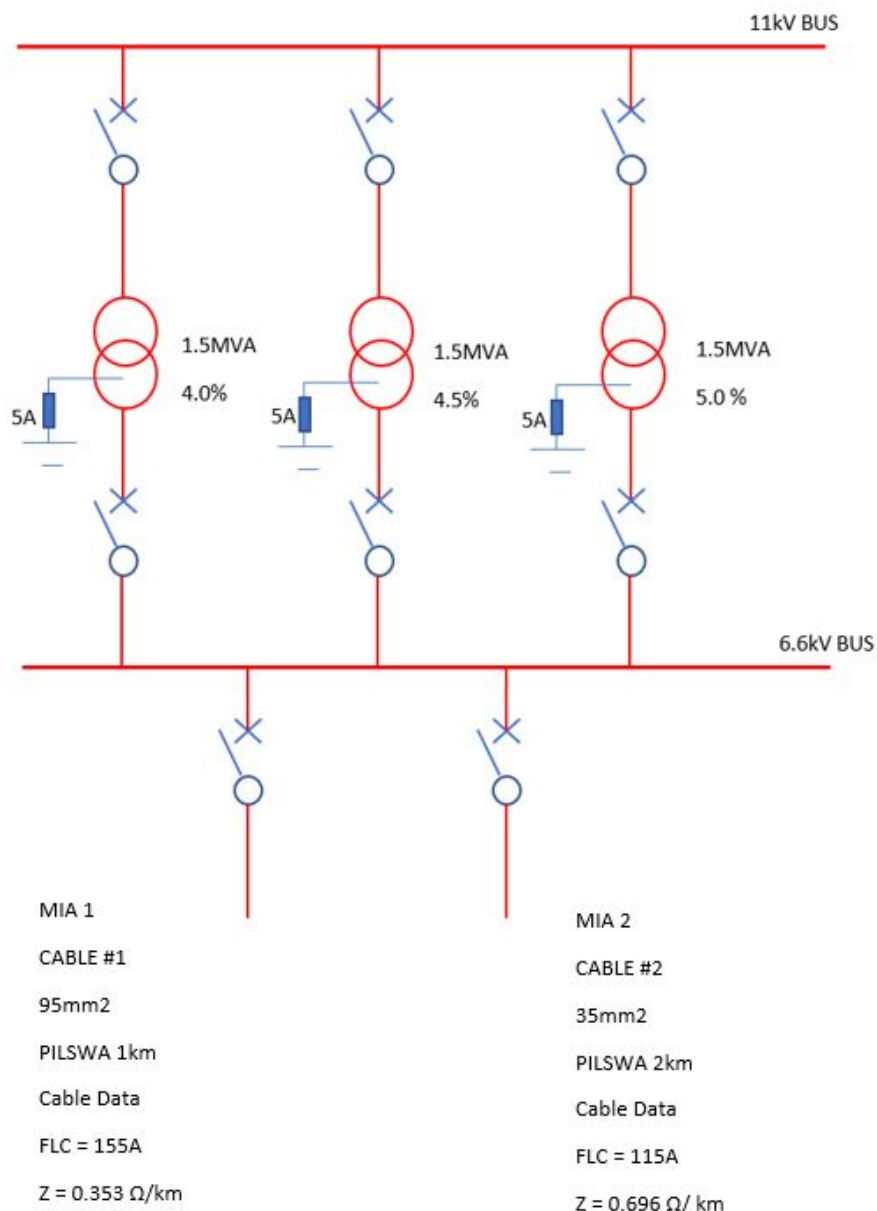 11kV BUS
1.5MVA
4.0%
5A
1.5MVA
4.5%
5A
1.5MVA
5.0 %
5A
6.6kV BUS
MIA 1
CABLE #1
95mm2
PILSWA 1km
Cable Data
FLC = 155A
Z = 0.353 Ω/km
MIA 2
CABLE #2
35mm2
PILSWA 2km
Cable Data
FLC = 115A
Z = 0.696 Ω/ km